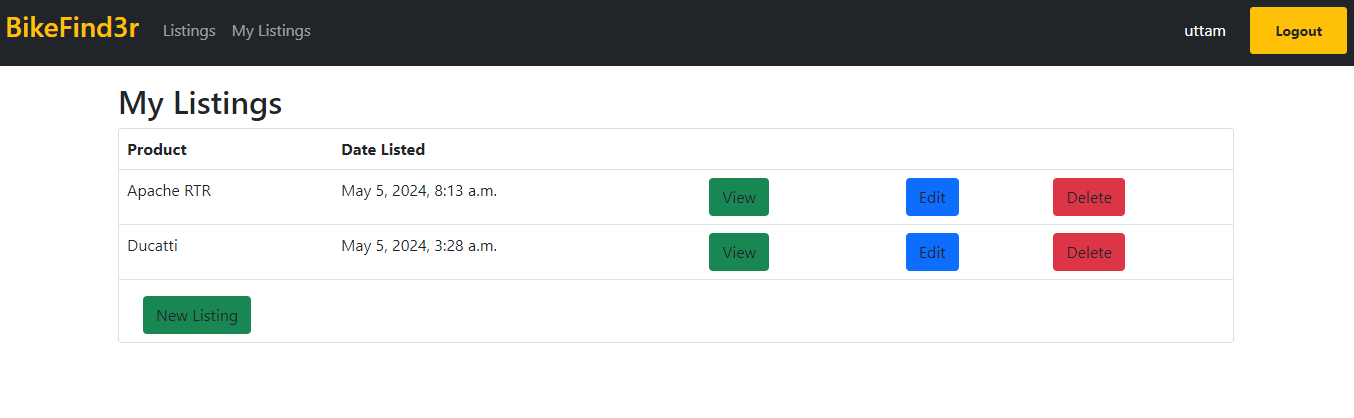 BikeFind3r Listings My Listings uttam Logout
My Listings
Product Date Listed
Apache RTR May 5, 2024, 8:13 a.m. View Edit Delete
Ducatti May 5, 2024, 3:28 a.m. View Edit Delete
New Listing